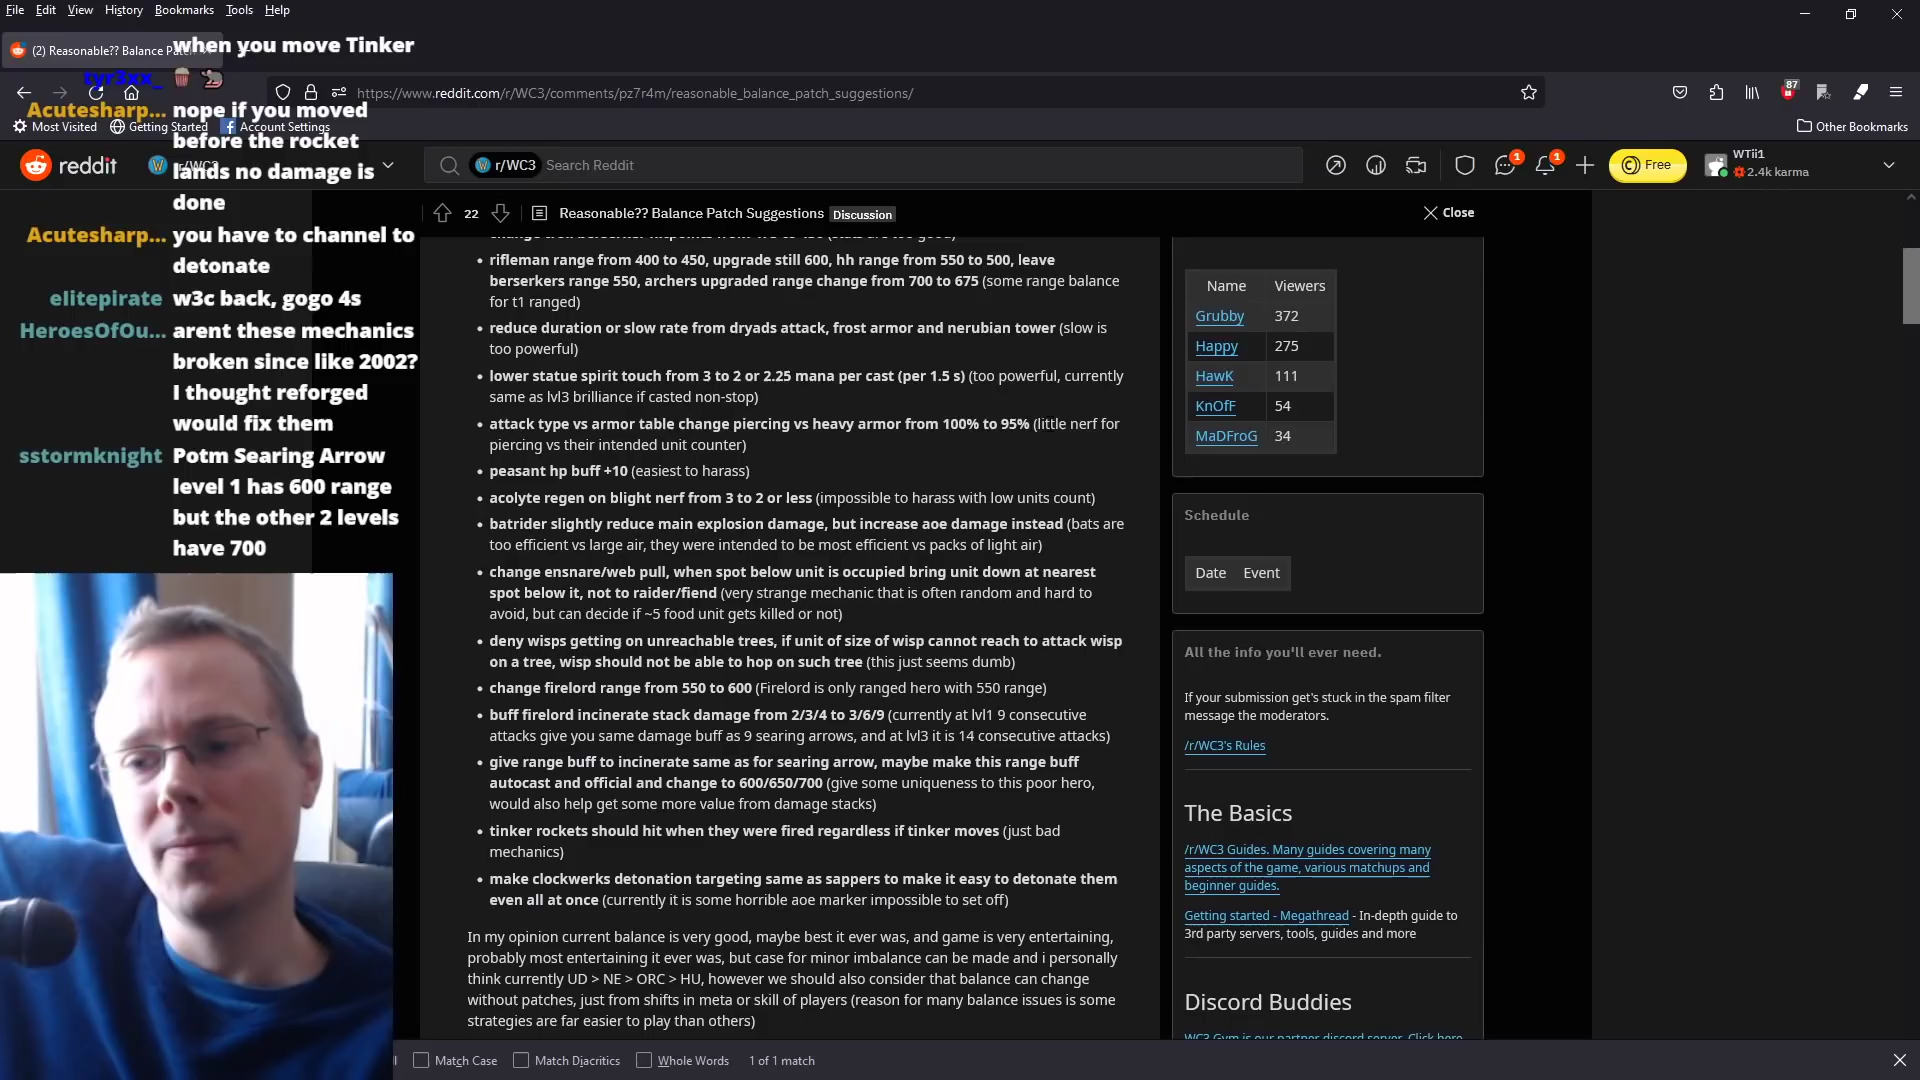 File Edit View History Bookmarks Tools Help
(2) Reasonable?? Balance Pat
when you move Tinker
tyr3xx_
https://www.reddit.com/r/WC3/comments/pz7r4m/reasonable_balance_patch_suggestions/
87
Acutesharp... nope if you moved
before the rocket
lands no damage is
done
Acutesharp... you have to channel to
detonate
elitepirate w3c back, gogo 4s
HeroesOfOu... arent these mechanics
broken since like 2002?
I thought reforged
would fix them
sstormknight Potm Searing Arrow
level 1 has 600 range
but the other 2 levels
have 700
Most Visited Getting Started Account Settings
Other Bookmarks
reddit r/WC3
r/WC3 Search Reddit
1 1
Free
WTii1
2.4k karma
22 Reasonable?? Balance Patch Suggestions Discussion
Close
rifleman range from 400 to 450, upgrade still 600, hh range from 550 to 500, leave
berserkers range 550, archers upgraded range change from 700 to 675 (some range balance
for t1 ranged)
reduce duration or slow rate from dryads attack, frost armor and nerubian tower (slow is
too powerful)
lower statue spirit touch from 3 to 2 or 2.25 mana per cast (per 1.5 s) (too powerful, currently
same as lvl3 brilliance if casted non-stop)
attack type vs armor table change piercing vs heavy armor from 100% to 95% (little nerf for
piercing vs their intended unit counter)
peasant hp buff +10 (easiest to harass)
acolyte regen on blight nerf from 3 to 2 or less (impossible to harass with low units count)
batrider slightly reduce main explosion damage, but increase aoe damage instead (bats are
too efficient vs large air, they were intended to be most efficient vs packs of light air)
change ensnare/web pull, when spot below unit is occupied bring unit down at nearest
spot below it, not to raider/fiend (very strange mechanic that is often random and hard to
avoid, but can decide if ~5 food unit gets killed or not)
deny wisps getting on unreachable trees, if unit of size of wisp cannot reach to attack wisp
on a tree, wisp should not be able to hop on such tree (this just seems dumb)
change firelord range from 550 to 600 (Firelord is only ranged hero with 550 range)
buff firelord incinerate stack damage from 2/3/4 to 3/6/9 (currently at lvl1 9 consecutive
attacks give you same damage buff as 9 searing arrows, and at lvl3 it is 14 consecutive attacks)
give range buff to incinerate same as for searing arrow, maybe make this range buff
autocast and official and change to 600/650/700 (give some uniqueness to this poor hero,
would also help get some more value from damage stacks)
tinker rockets should hit when they were fired regardless if tinker moves (just bad
mechanics)
make clockwerks detonation targeting same as sappers to make it easy to detonate them
even all at once (currently it is some horrible aoe marker impossible to set off)
In my opinion current balance is very good, maybe best it ever was, and game is very entertaining,
probably most entertaining it ever was, but case for minor imbalance can be made and i personally
think currently UD > NE > ORC > HU, however we should also consider that balance can change
without patches, just from shifts in meta or skill of players (reason for many balance issues is some
strategies are far easier to play than others)
Name Viewers
Grubby 372
Happy 275
HawK 111
KnOfF 54
MaDFroG 34
Schedule
Date Event
All the info you'll ever need.
If your submission get's stuck in the spam filter
message the moderators.
/r/WC3's Rules
The Basics
/r/WC3 Guides. Many guides covering many
aspects of the game, various matchups and
beginner guides.
Getting started - Megathread - In-depth guide to
3rd party servers, tools, guides and more
Discord Buddies
WC3 Gym is our partner discord server. Click here
Match Case Match Diacritics Whole Words 1 of 1 match